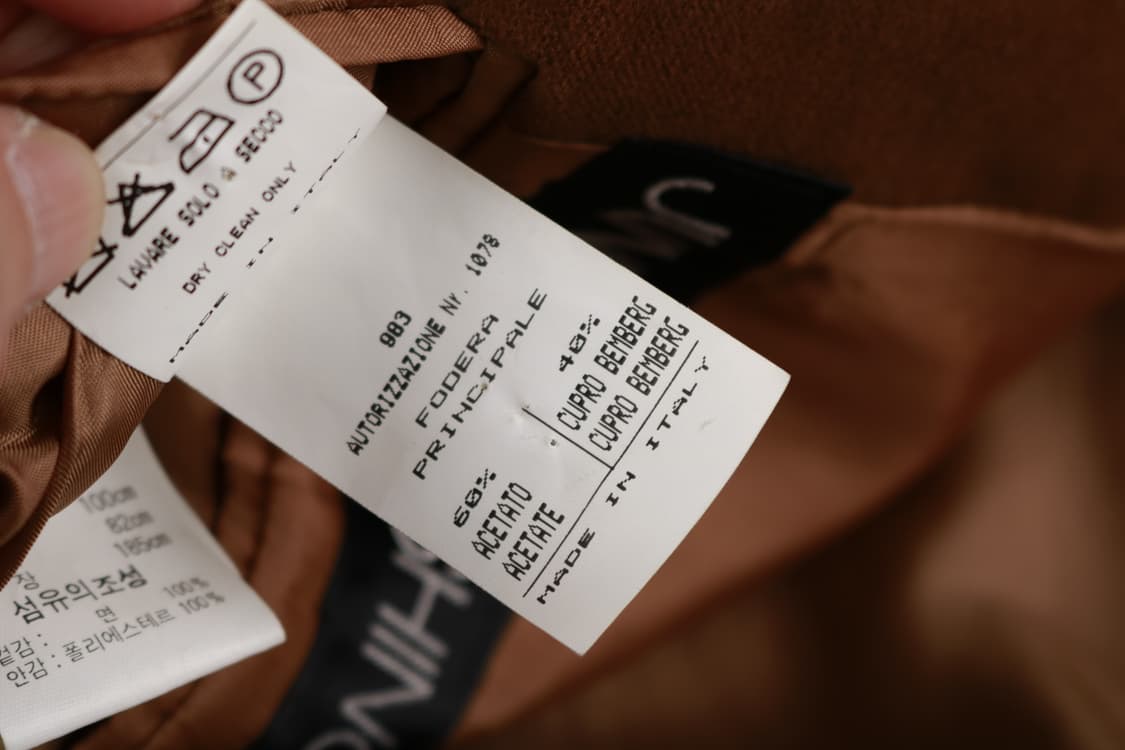 P
LAVARE SOLO A SECCO
DRY CLEAN ONLY
MADE IN ITALY
983
AUTORIZZAZIONE Nr. 1078
FODERA
PRINCIPALE
60% 40%
ACETATO CUPRO BEMBERG
ACETATE CUPRO BEMBERG
MADE IN ITALY
100cm
82cm
185cm
장
섬유의조성
겉감 : 면 100%
안감 : 폴리에스테르 100%